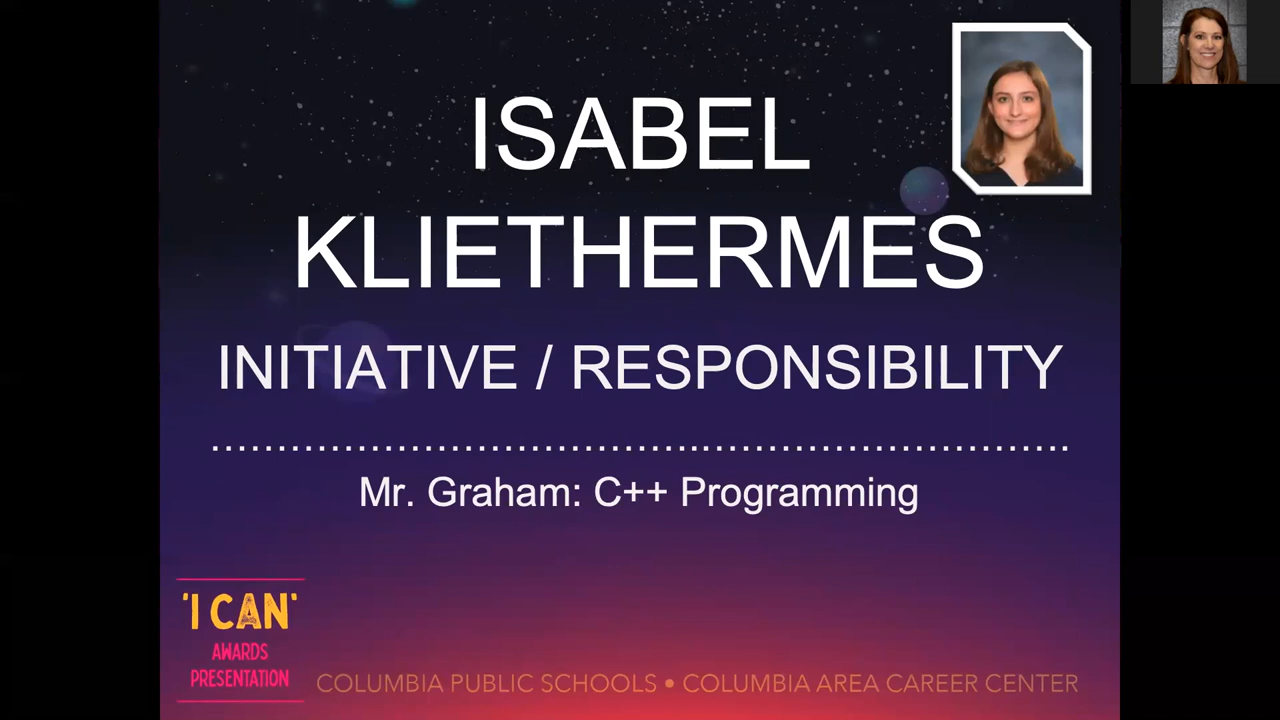 ISABEL
KLIETHERMES
INITIATIVE / RESPONSIBILITY
Mr. Graham: C++ Programming
'I CAN'
AWARDS
PRESENTATION
COLUMBIA PUBLIC SCHOOLS • COLUMBIA AREA CAREER CENTER